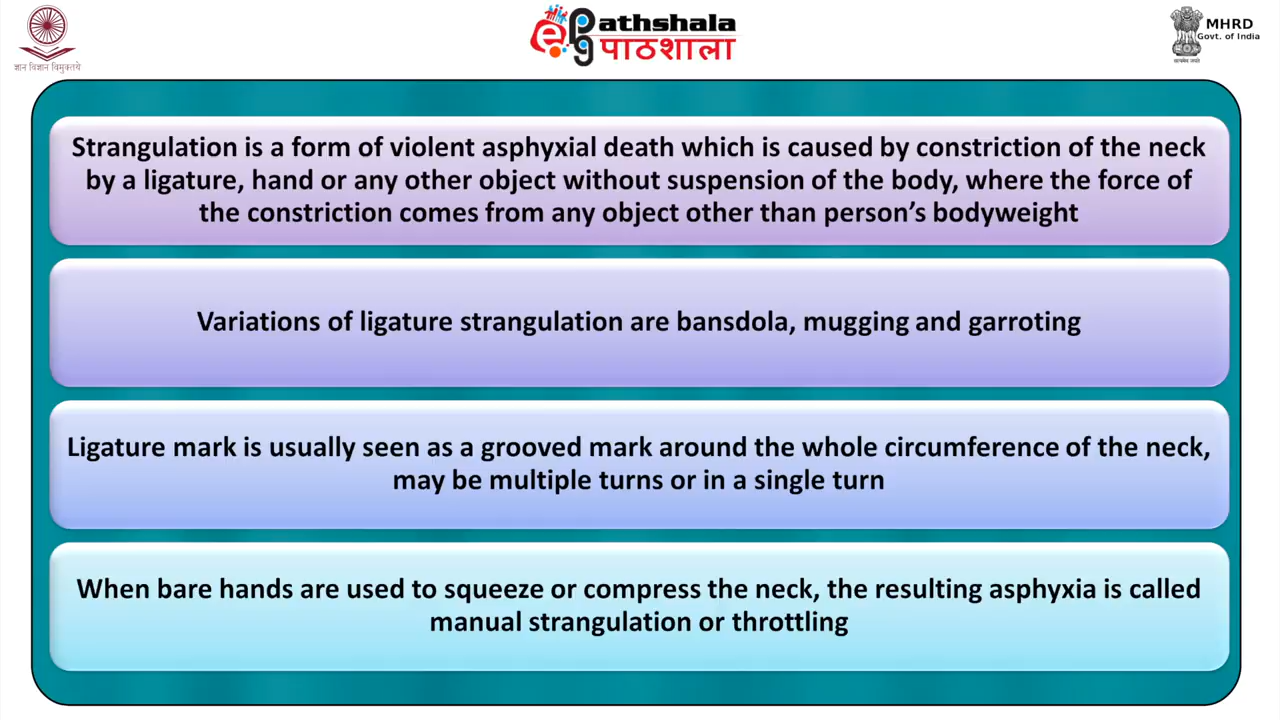 ज्ञान विज्ञान विमुक्तये
ePG Pathshala
पाठशाला
MHRD
Govt. of India
सत्यमेव जयते
Strangulation is a form of violent asphyxial death which is caused by constriction of the neck
by a ligature, hand or any other object without suspension of the body, where the force of
the constriction comes from any object other than person's bodyweight
Variations of ligature strangulation are bansdola, mugging and garroting
Ligature mark is usually seen as a grooved mark around the whole circumference of the neck,
may be multiple turns or in a single turn
When bare hands are used to squeeze or compress the neck, the resulting asphyxia is called
manual strangulation or throttling